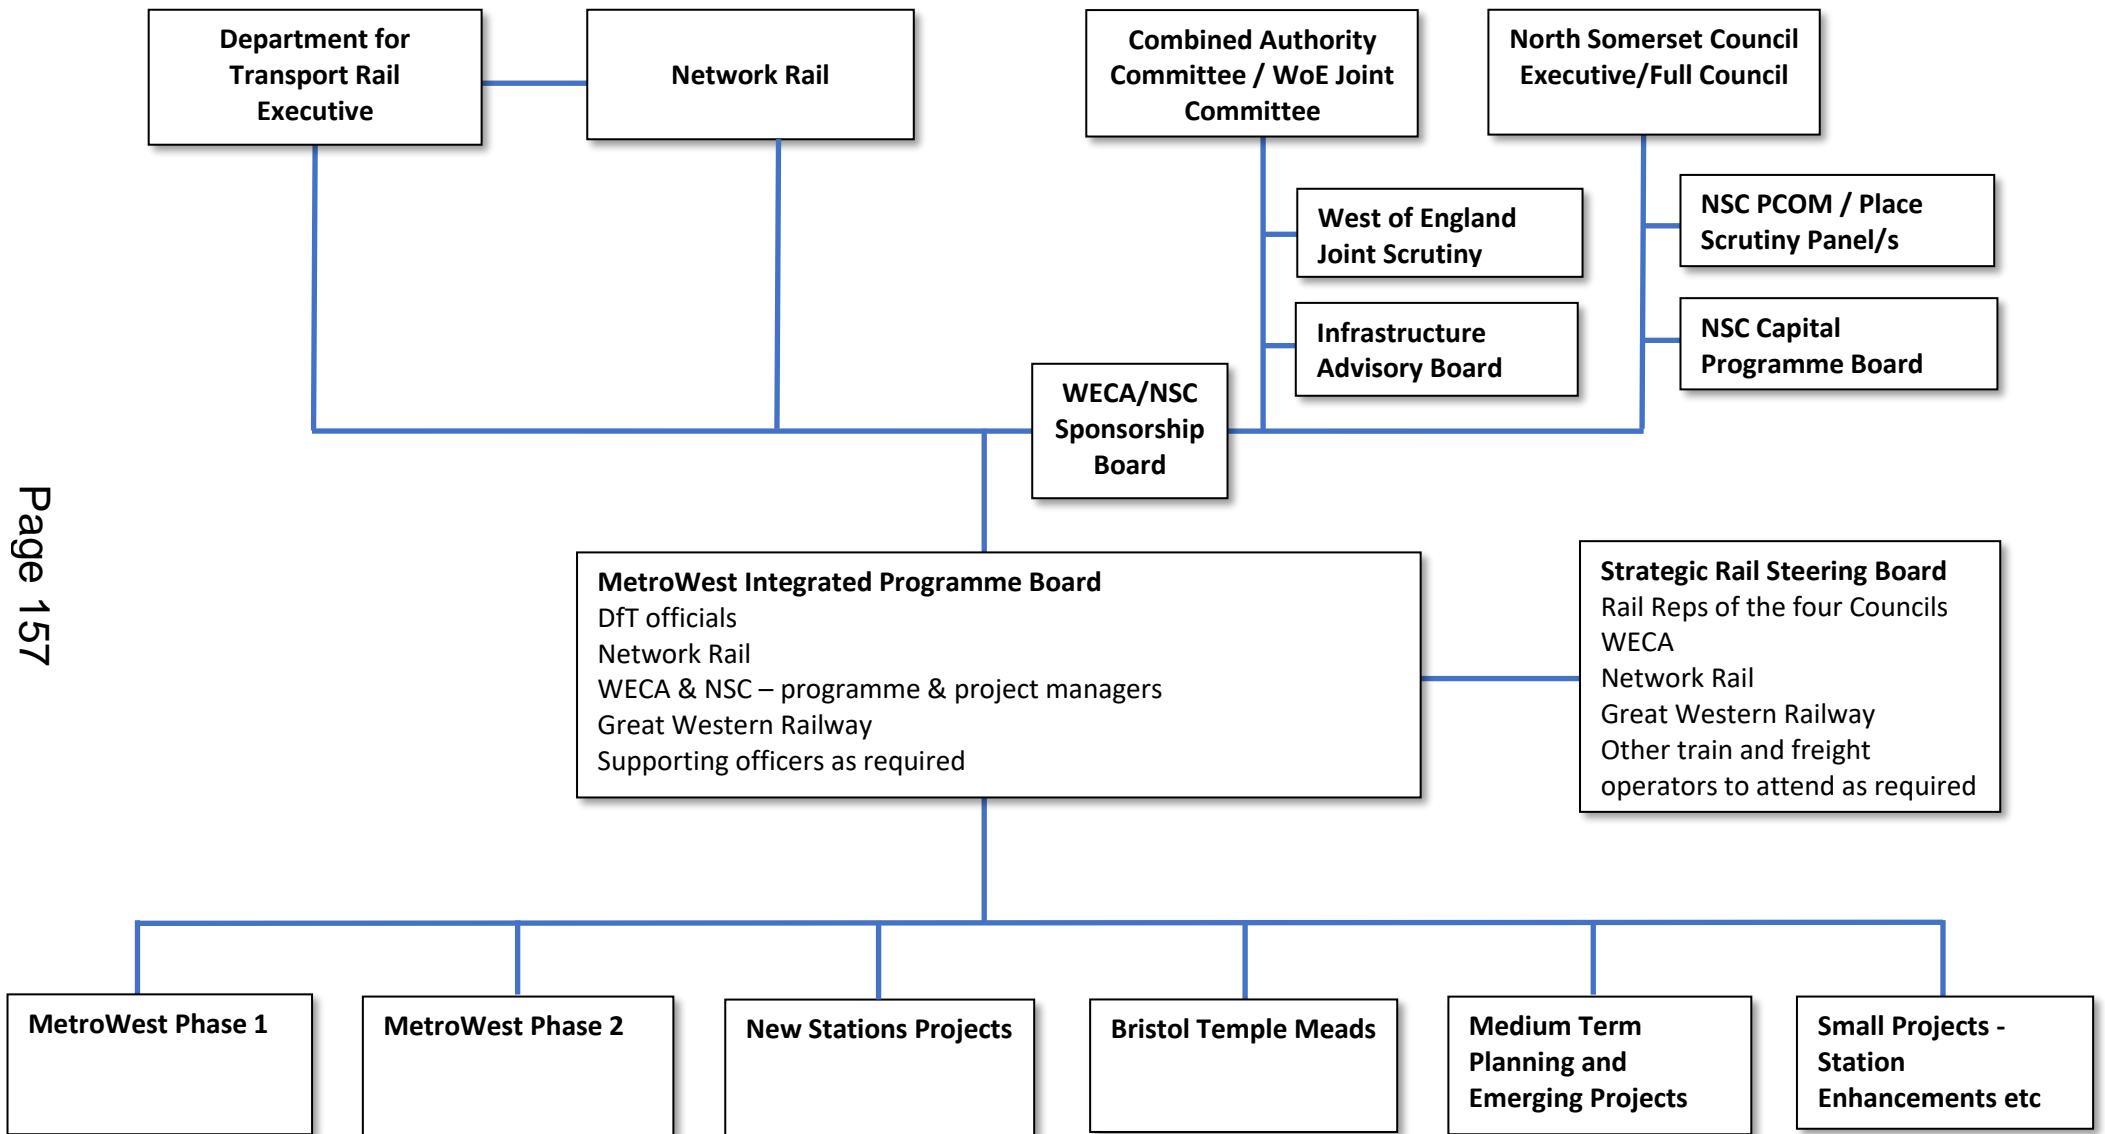 Department for
Transport Rail
Executive
Network Rail
Combined Authority
Committee / WoE Joint
Committee
North Somerset Council
Executive/Full Council
West of England
Joint Scrutiny
NSC PCOM / Place
Scrutiny Panel/s
Infrastructure
Advisory Board
NSC Capital
Programme Board
WECA/NSC
Sponsorship
Board
Page 157
MetroWest Integrated Programme Board
DfT officials
Network Rail
WECA & NSC – programme & project managers
Great Western Railway
Supporting officers as required
Strategic Rail Steering Board
Rail Reps of the four Councils
WECA
Network Rail
Great Western Railway
Other train and freight
operators to attend as required
MetroWest Phase 1
MetroWest Phase 2
New Stations Projects
Bristol Temple Meads
Medium Term
Planning and
Emerging Projects
Small Projects -
Station
Enhancements etc